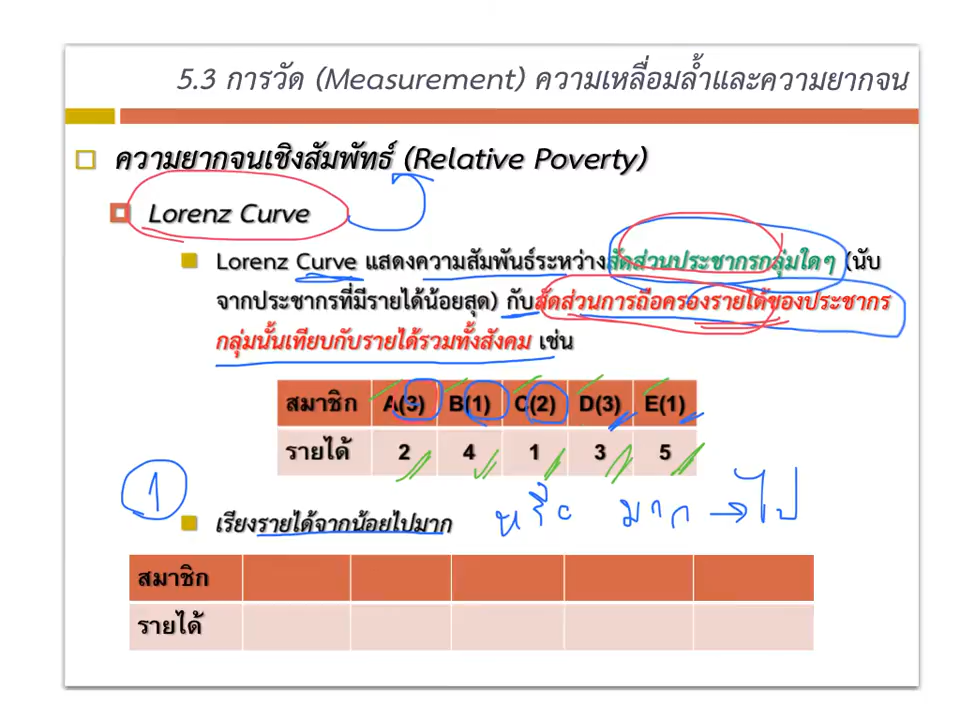 5.3 การวัด (Measurement) ความเหลื่อมล้ำและความยากจน
ความยากจนเชิงสัมพัทธ์ (Relative Poverty)
Lorenz Curve
Lorenz Curve แสดงความสัมพันธ์ระหว่างสัดส่วนประชากรกลุ่มใดๆ (นับ
จากประชากรที่มีรายได้น้อยสุด) กับสัดส่วนการถือครองรายได้ของประชากร
กลุ่มนั้นเทียบกับรายได้รวมทั้งสังคม เช่น
สมาชิก A(3) B(1) C(2) D(3) E(1)
รายได้ 2 4 1 3 5
1
เรียงรายได้จากน้อยไปมาก หรือ มาก → ไป
สมาชิก
รายได้